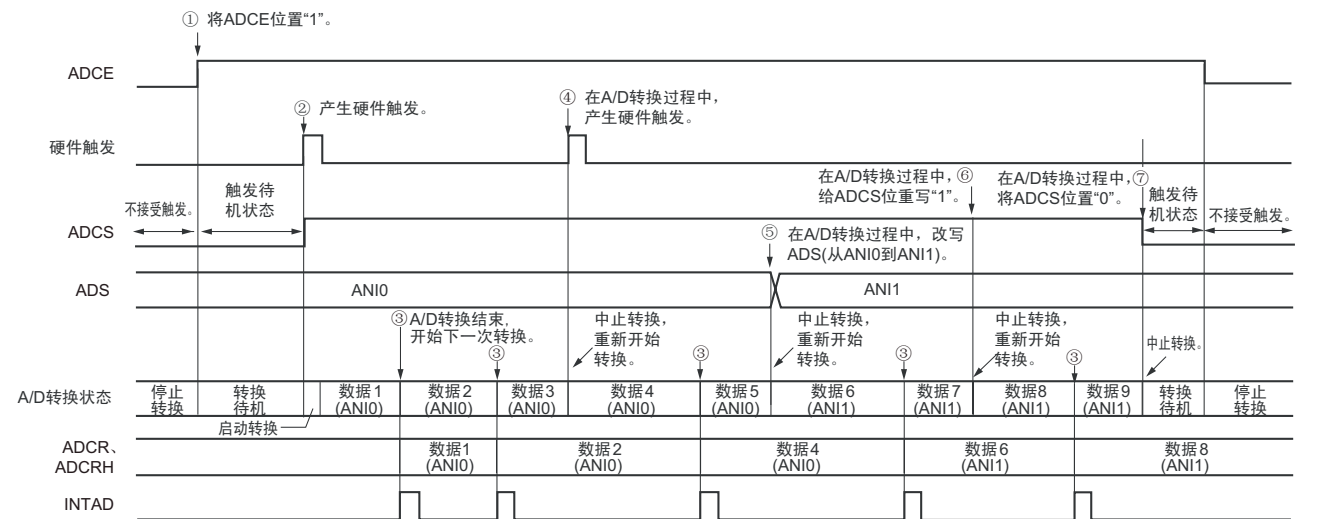 ① 将ADCE位置“1”。
ADCE
② 产生硬件触发。
④ 在A/D转换过程中，
产生硬件触发。
硬件触发
在A/D转换过程中，⑥
给ADCS位重写“1”。
在A/D转换过程中，⑦
将ADCS位置“0”。
不接受触发。
触发待
机状态
触发待
机状态
不接受触发。
ADCS
⑤ 在A/D转换过程中，改写
ADS(从ANI0到ANI1)。
ADS
ANI0
ANI1
③A/D转换结束,
开始下一次转换。
③
中止转换，
重新开始
转换。
③
中止转换，
重新开始
转换。
③
中止转换，
重新开始
转换。
③
中止转换。
A/D转换状态
停止
转换
转换
待机
数据1
(ANI0)
数据2
(ANI0)
数据3
(ANI0)
数据4
(ANI0)
数据5
(ANI0)
数据6
(ANI1)
数据7
(ANI1)
数据8
(ANI1)
数据9
(ANI1)
转换
待机
停止
转换
启动转换
ADCR、
ADCRH
数据1
(ANI0)
数据2
(ANI0)
数据4
(ANI0)
数据6
(ANI1)
数据8
(ANI1)
INTAD